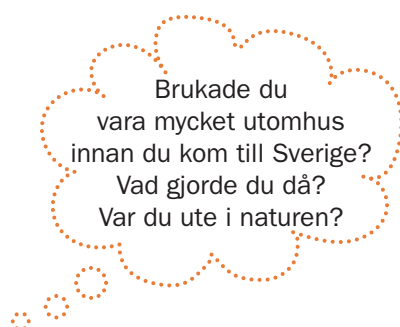 Brukade du
vara mycket utomhus
innan du kom till Sverige?
Vad gjorde du då?
Var du ute i naturen?